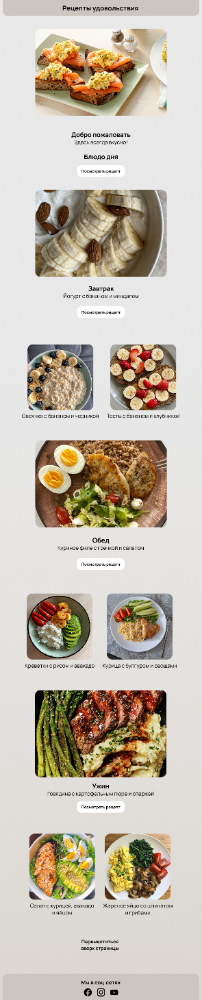 Рецепты удовольствия
Добро пожаловать
Здесь всегда вкусно!
Блюдо дня
Посмотреть рецепт
Завтрак
Йогурт с бананом и миндалем
Посмотреть рецепт
Овсянка с бананом и черникой
Тосты с бананом и клубникой
Обед
Куриное филе с гречкой и салатом
Посмотреть рецепт
Креветки с рисом и авакадо
Курица с булгуром и овощами
Ужин
Говядина с картофельным пюре и спаржей
Посмотреть рецепт
Салат с курицей, авакадо
и яйцом
Жареное яйцо со шпинатом
и грибами
Переместиться
вверх страницы
Мы в соц.сетях